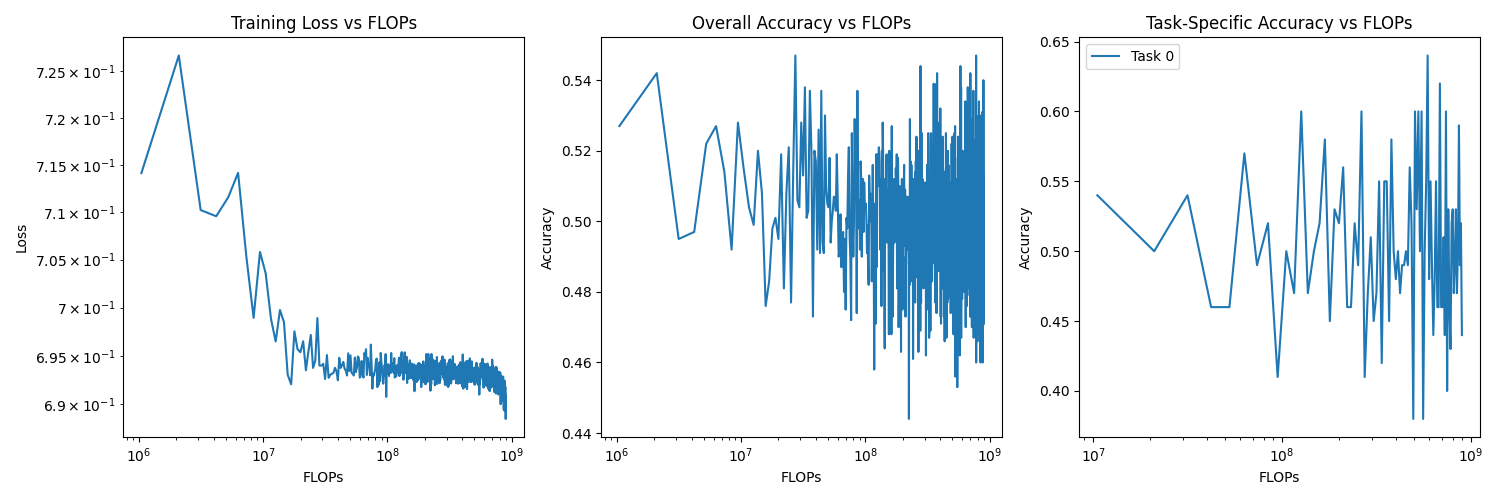 Training Loss vs FLOPs
Overall Accuracy vs FLOPs
Task-Specific Accuracy vs FLOPs
Loss
7.25 × 10⁻¹
7.2 × 10⁻¹
7.15 × 10⁻¹
7.1 × 10⁻¹
7.05 × 10⁻¹
7 × 10⁻¹
6.95 × 10⁻¹
6.9 × 10⁻¹
10⁶ 10⁷ 10⁸ 10⁹
FLOPs
Accuracy
0.54
0.52
0.50
0.48
0.46
0.44
10⁶ 10⁷ 10⁸ 10⁹
FLOPs
Accuracy
0.65
0.60
0.55
0.50
0.45
0.40
Task 0
10⁷ 10⁸ 10⁹
FLOPs